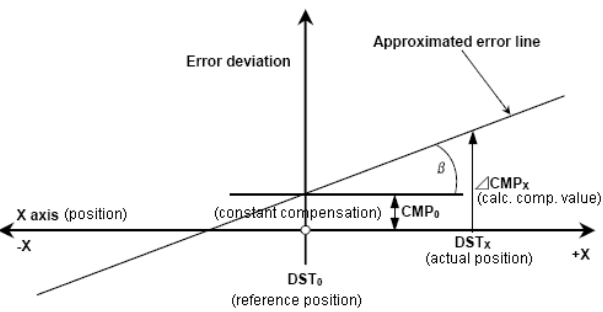 Approximated error line
Error deviation
β
⊿CMPX
(calc. comp. value)
X axis (position)
(constant compensation)
CMP0
-X
DSTX
(actual position)
+X
DST0
(reference position)